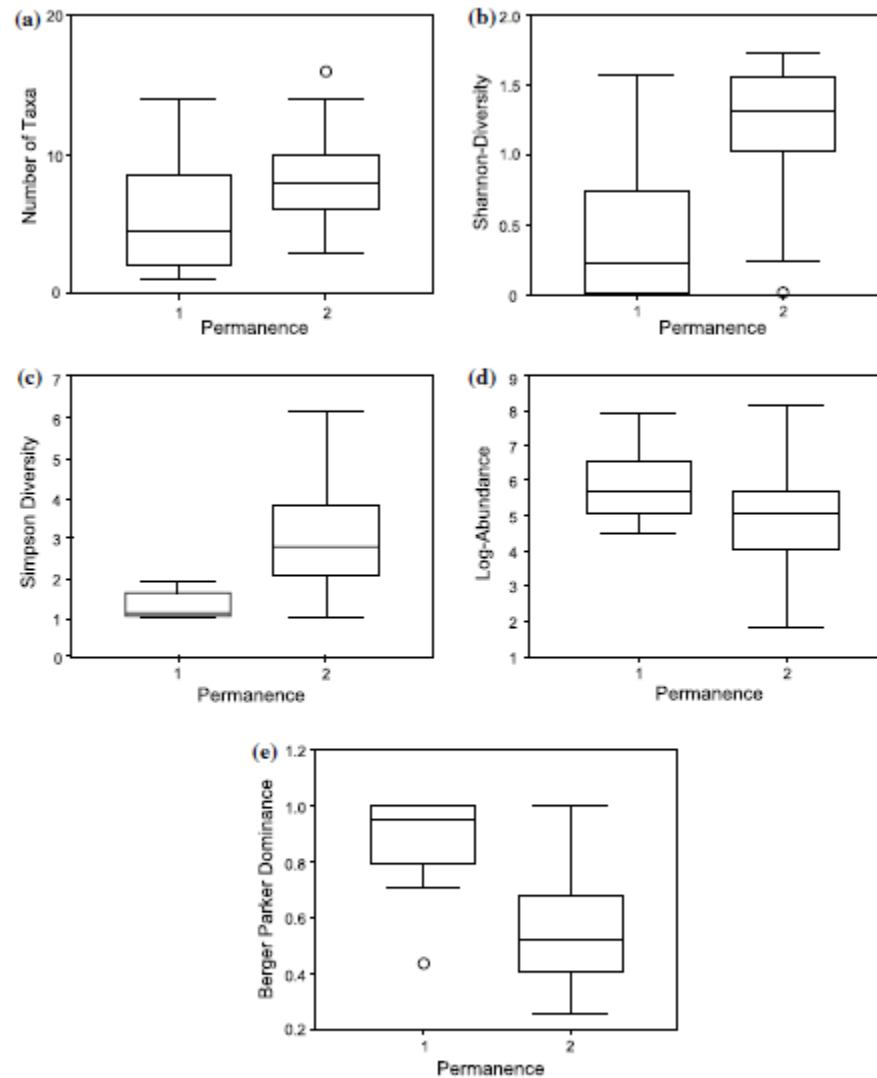 (a)
20
10
0
Number of Taxa
1 2
Permanence
(b)
2.0
1.5
1.0
0.5
0
Shannon-Diversity
1 2
Permanence
(c)
7
6
5
4
3
2
1
0
Simpson Diversity
1 2
Permanence
(d)
9
8
7
6
5
4
3
2
1
Log-Abundance
1 2
Permanence
(e)
1.2
1.0
0.8
0.6
0.4
0.2
Berger Parker Dominance
1 2
Permanence